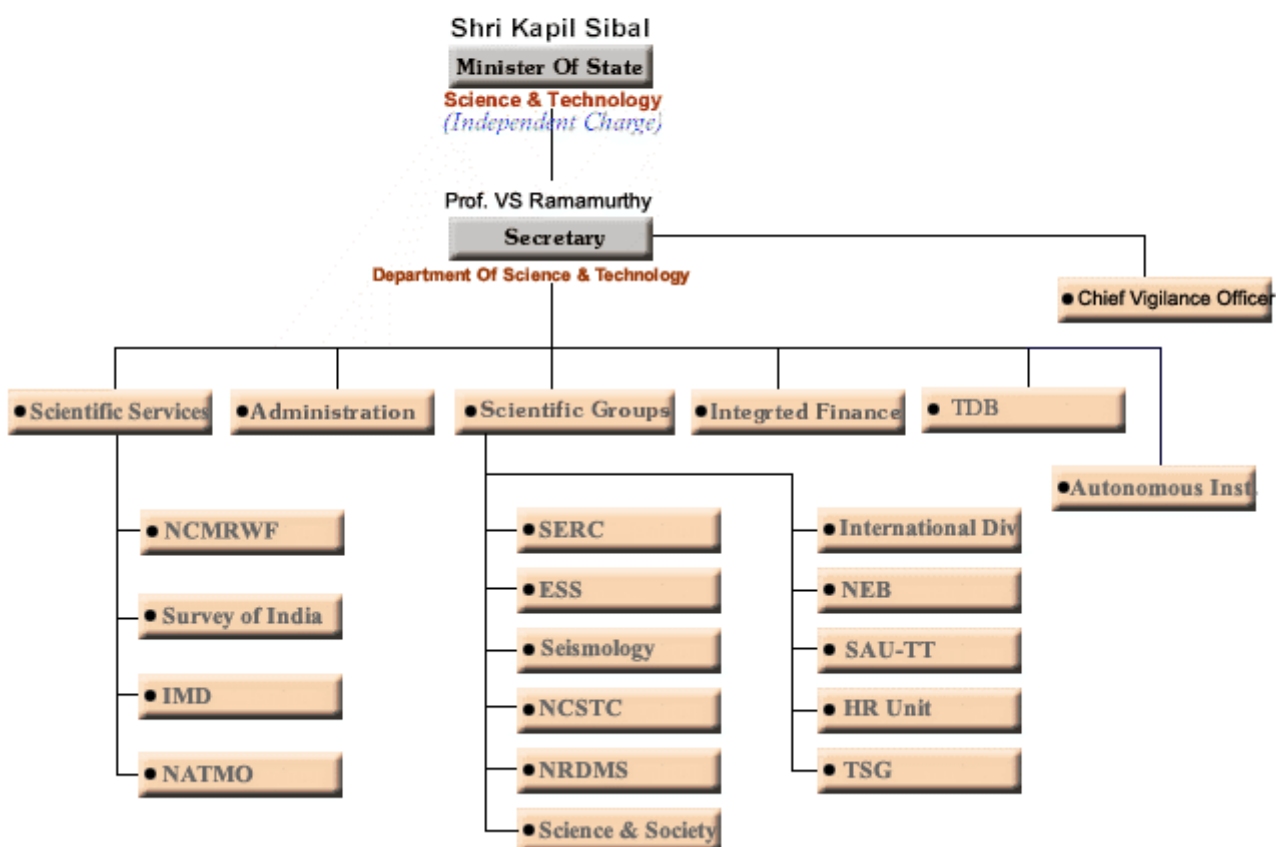 Shri Kapil Sibal
Minister Of State
Science & Technology
(Independent Charge)
Prof. VS Ramamurthy
Secretary
Department Of Science & Technology
Chief Vigilance Officer
Scientific Services
Administration
Scientific Groups
Integrted Finance
TDB
Autonomous Inst.
NCMRWF
Survey of India
IMD
NATMO
SERC
ESS
Seismology
NCSTC
NRDMS
Science & Society
International Div
NEB
SAU-TT
HR Unit
TSG